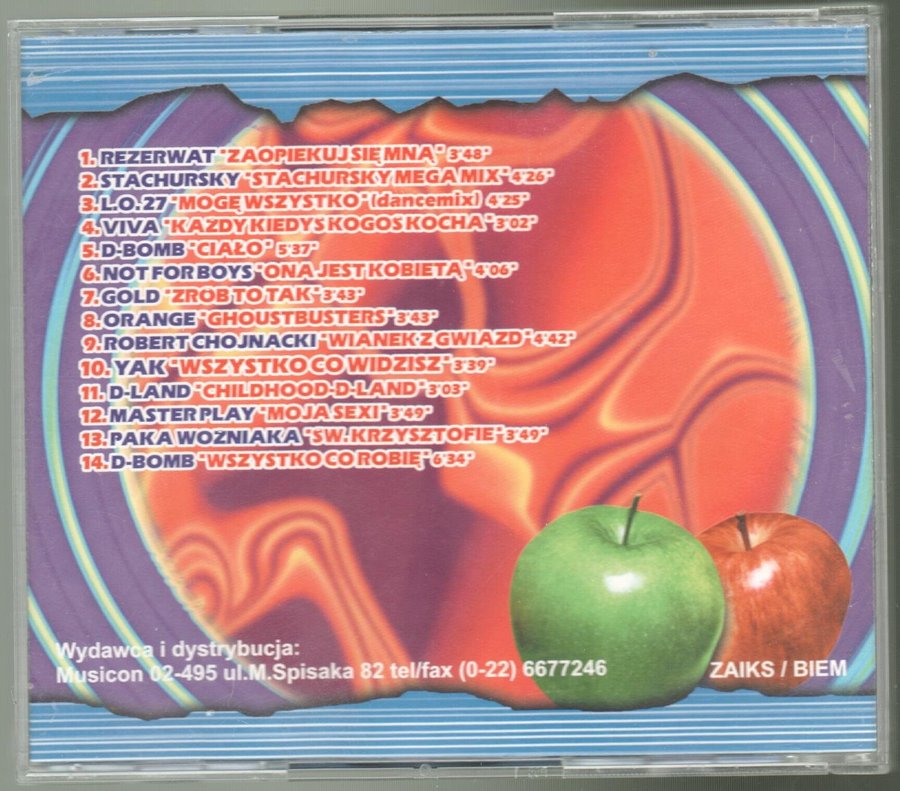 1. REZERWAT "ZAOPIEKUJ SIĘ MNĄ" 3'48"
2. STACHURSKY "STACHURSKY MEGA MIX" 4'26"
3. L.O. 27 "MOGĘ WSZYSTKO" (dancemix) 4'25"
4. VIVA "KAŻDY KIEDYS KOGOS KOCHA" 3'02"
5. D-BOMB "CIAŁO" 5'37"
6. NOT FOR BOYS "ONA JEST KOBIETĄ" 4'06"
7. GOLD "ZRÓB TO TAK" 3'43"
8. ORANGE "GHOUSTBUSTERS" 3'43"
9. ROBERT CHOJNACKI "WIANEK Z GWIAZD" 4'42"
10. YAK "WSZYSTKO CO WIDZISZ" 3'39"
11. D-LAND "CHILDHOOD-D-LAND" 3'03"
12. MASTER PLAY "MOJA SEXI" 3'49"
13. PAKA WOŹNIAKA "ŚW. KRZYSZTOFIE" 3'49"
14. D-BOMB "WSZYSTKO CO ROBIĘ" 6'34"
Wydawca i dystrybucja:
Musicon 02-495 ul.M.Spisaka 82 tel/fax (0-22) 6677246
ZAIKS / BIEM